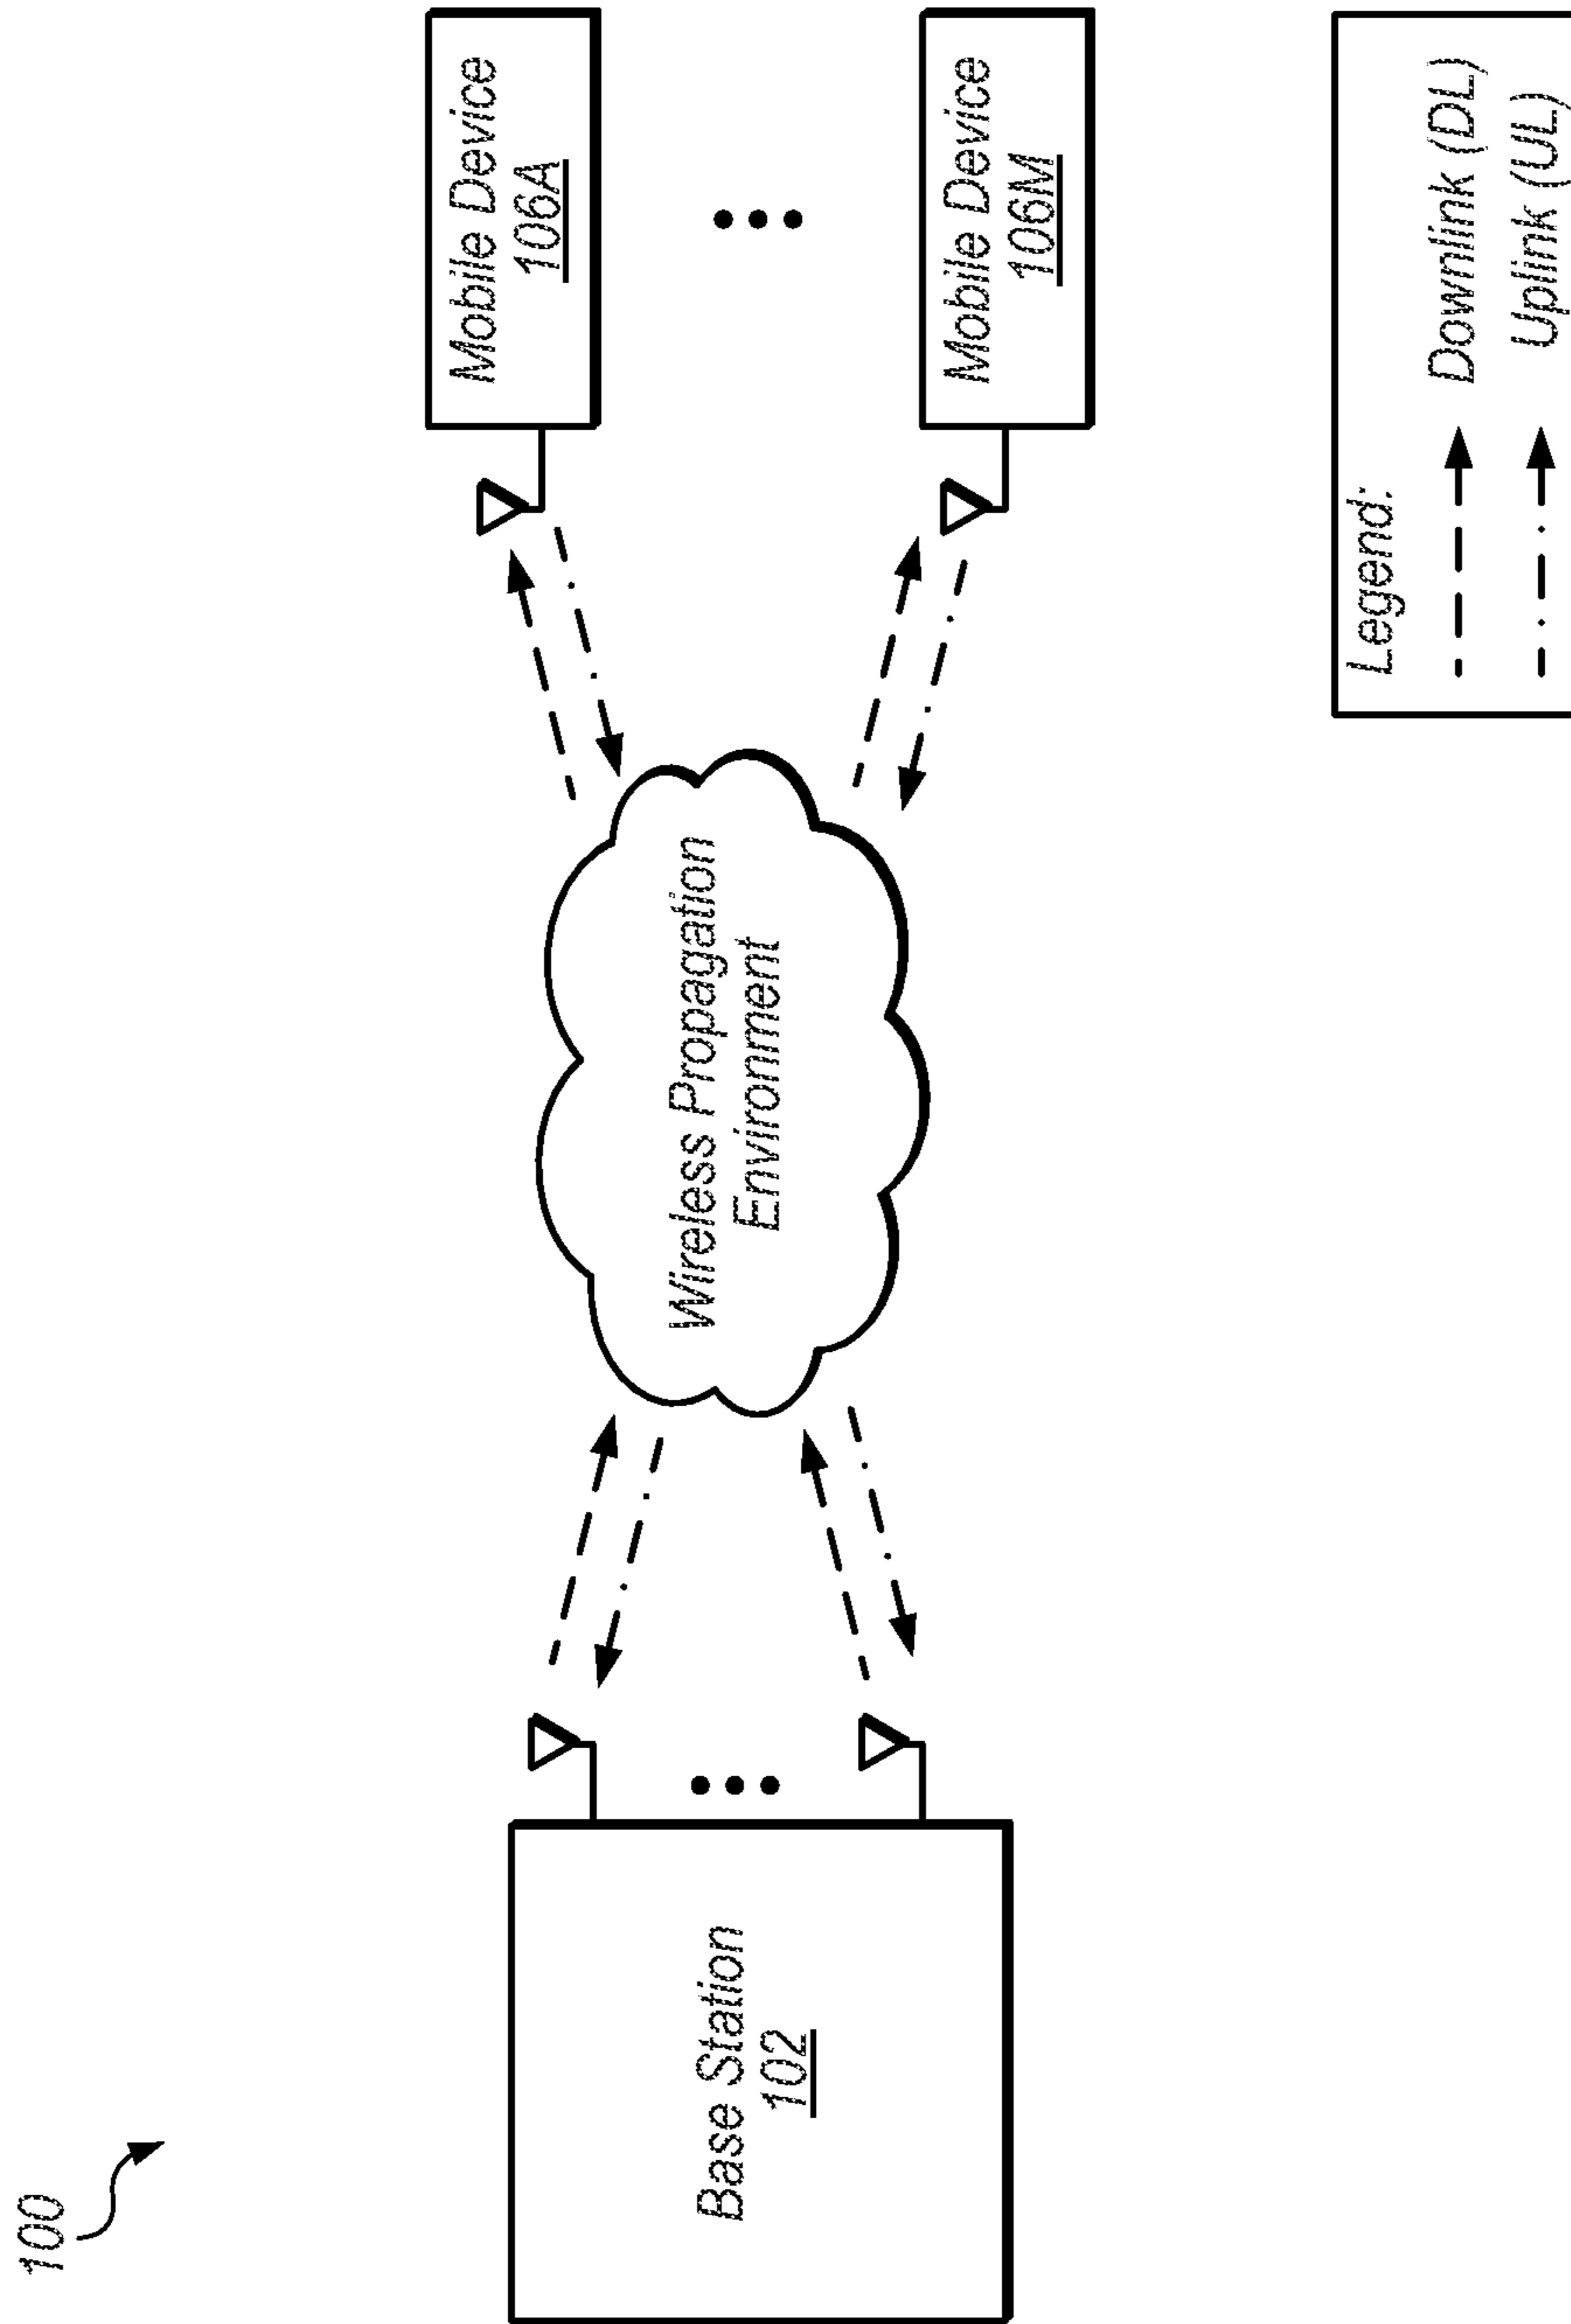 100
Base Station
102
Wireless Propagation
Environment
Mobile Device
106A
Mobile Device
106M
Legend:
Downlink (DL)
Uplink (UL)